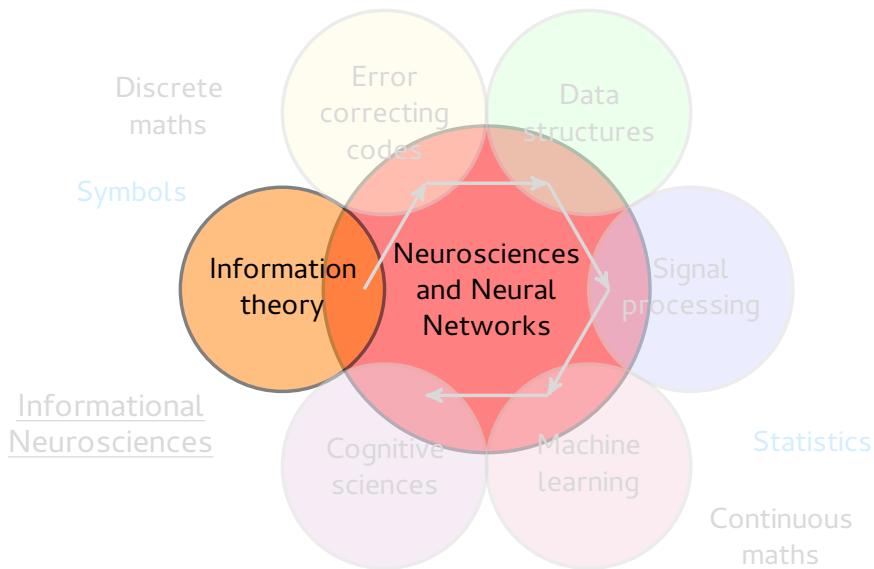 Discrete
maths
Error
correcting
codes
Data
structures
Symbols
Information
theory
Neurosciences
and Neural
Networks
Signal
processing
Informational
Neurosciences
Cognitive
sciences
Machine
learning
Statistics
Continuous
maths